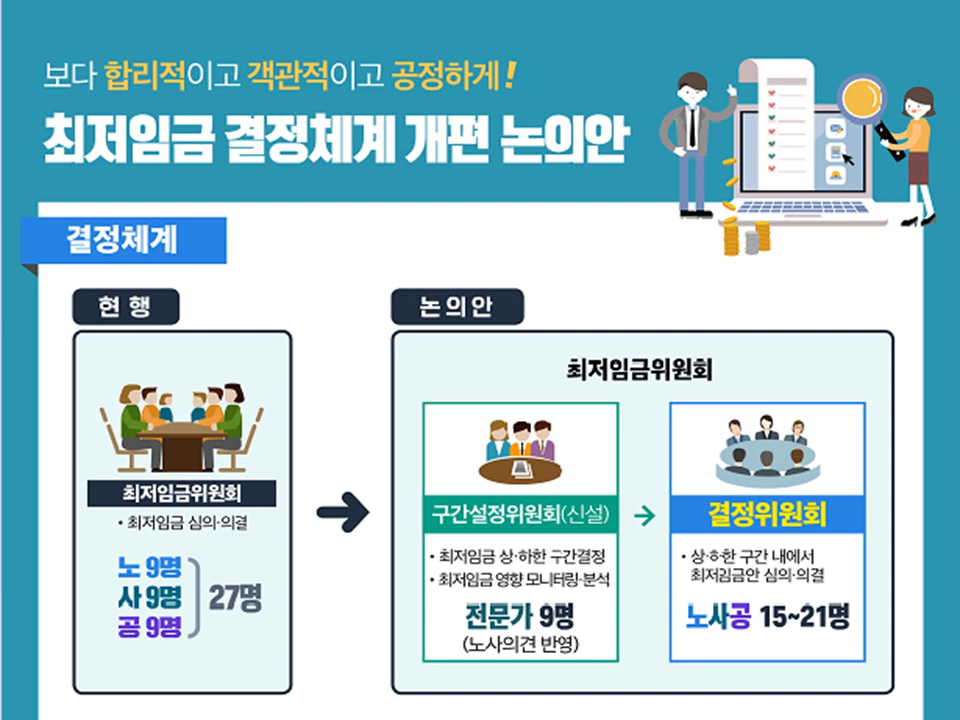 보다 합리적이고 객관적이고 공정하게!
최저임금 결정체계 개편 논의안
결정체계
현 행
최저임금위원회
• 최저임금 심의·의결
노 9명
사 9명
공 9명
27명
논의안
최저임금위원회
구간설정위원회(신설)
• 최저임금 상·하한 구간결정
• 최저임금 영향 모니터링·분석
전문가 9명
(노사의견 반영)
결정위원회
• 상·하한 구간 내에서
최저임금안 심의·의결
노사공 15~21명